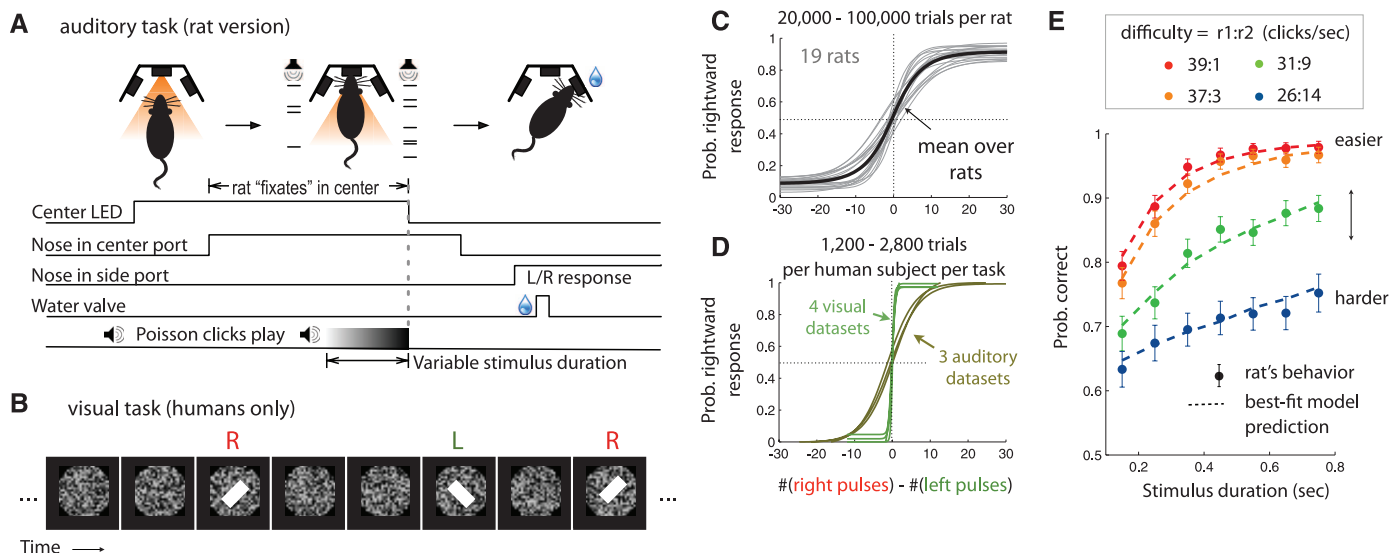 A
auditory task (rat version)
rat "fixates" in center
Center LED
Nose in center port
Nose in side port
L/R response
Water valve
Poisson clicks play
Variable stimulus duration
B
visual task (humans only)
R
L
R
...
...
Time
C
20,000 - 100,000 trials per rat
1
0.8
0.6
0.4
0.2
0
Prob. rightward
response
19 rats
mean over
rats
-30
-20
-10
0
10
20
30
D
1,200 - 2,800 trials
per human subject per task
1
0.8
0.6
0.4
0.2
0
Prob. rightward
response
4 visual
datasets
3 auditory
datasets
-30
-20
-10
0
10
20
30
#(right pulses) - #(left pulses)
E
difficulty = r1:r2 (clicks/sec)
39:1
31:9
37:3
26:14
1
0.9
0.8
0.7
0.6
0.5
Prob. correct
easier
harder
rat's behavior
best-fit model
prediction
0.2
0.4
0.6
0.8
Stimulus duration (sec)